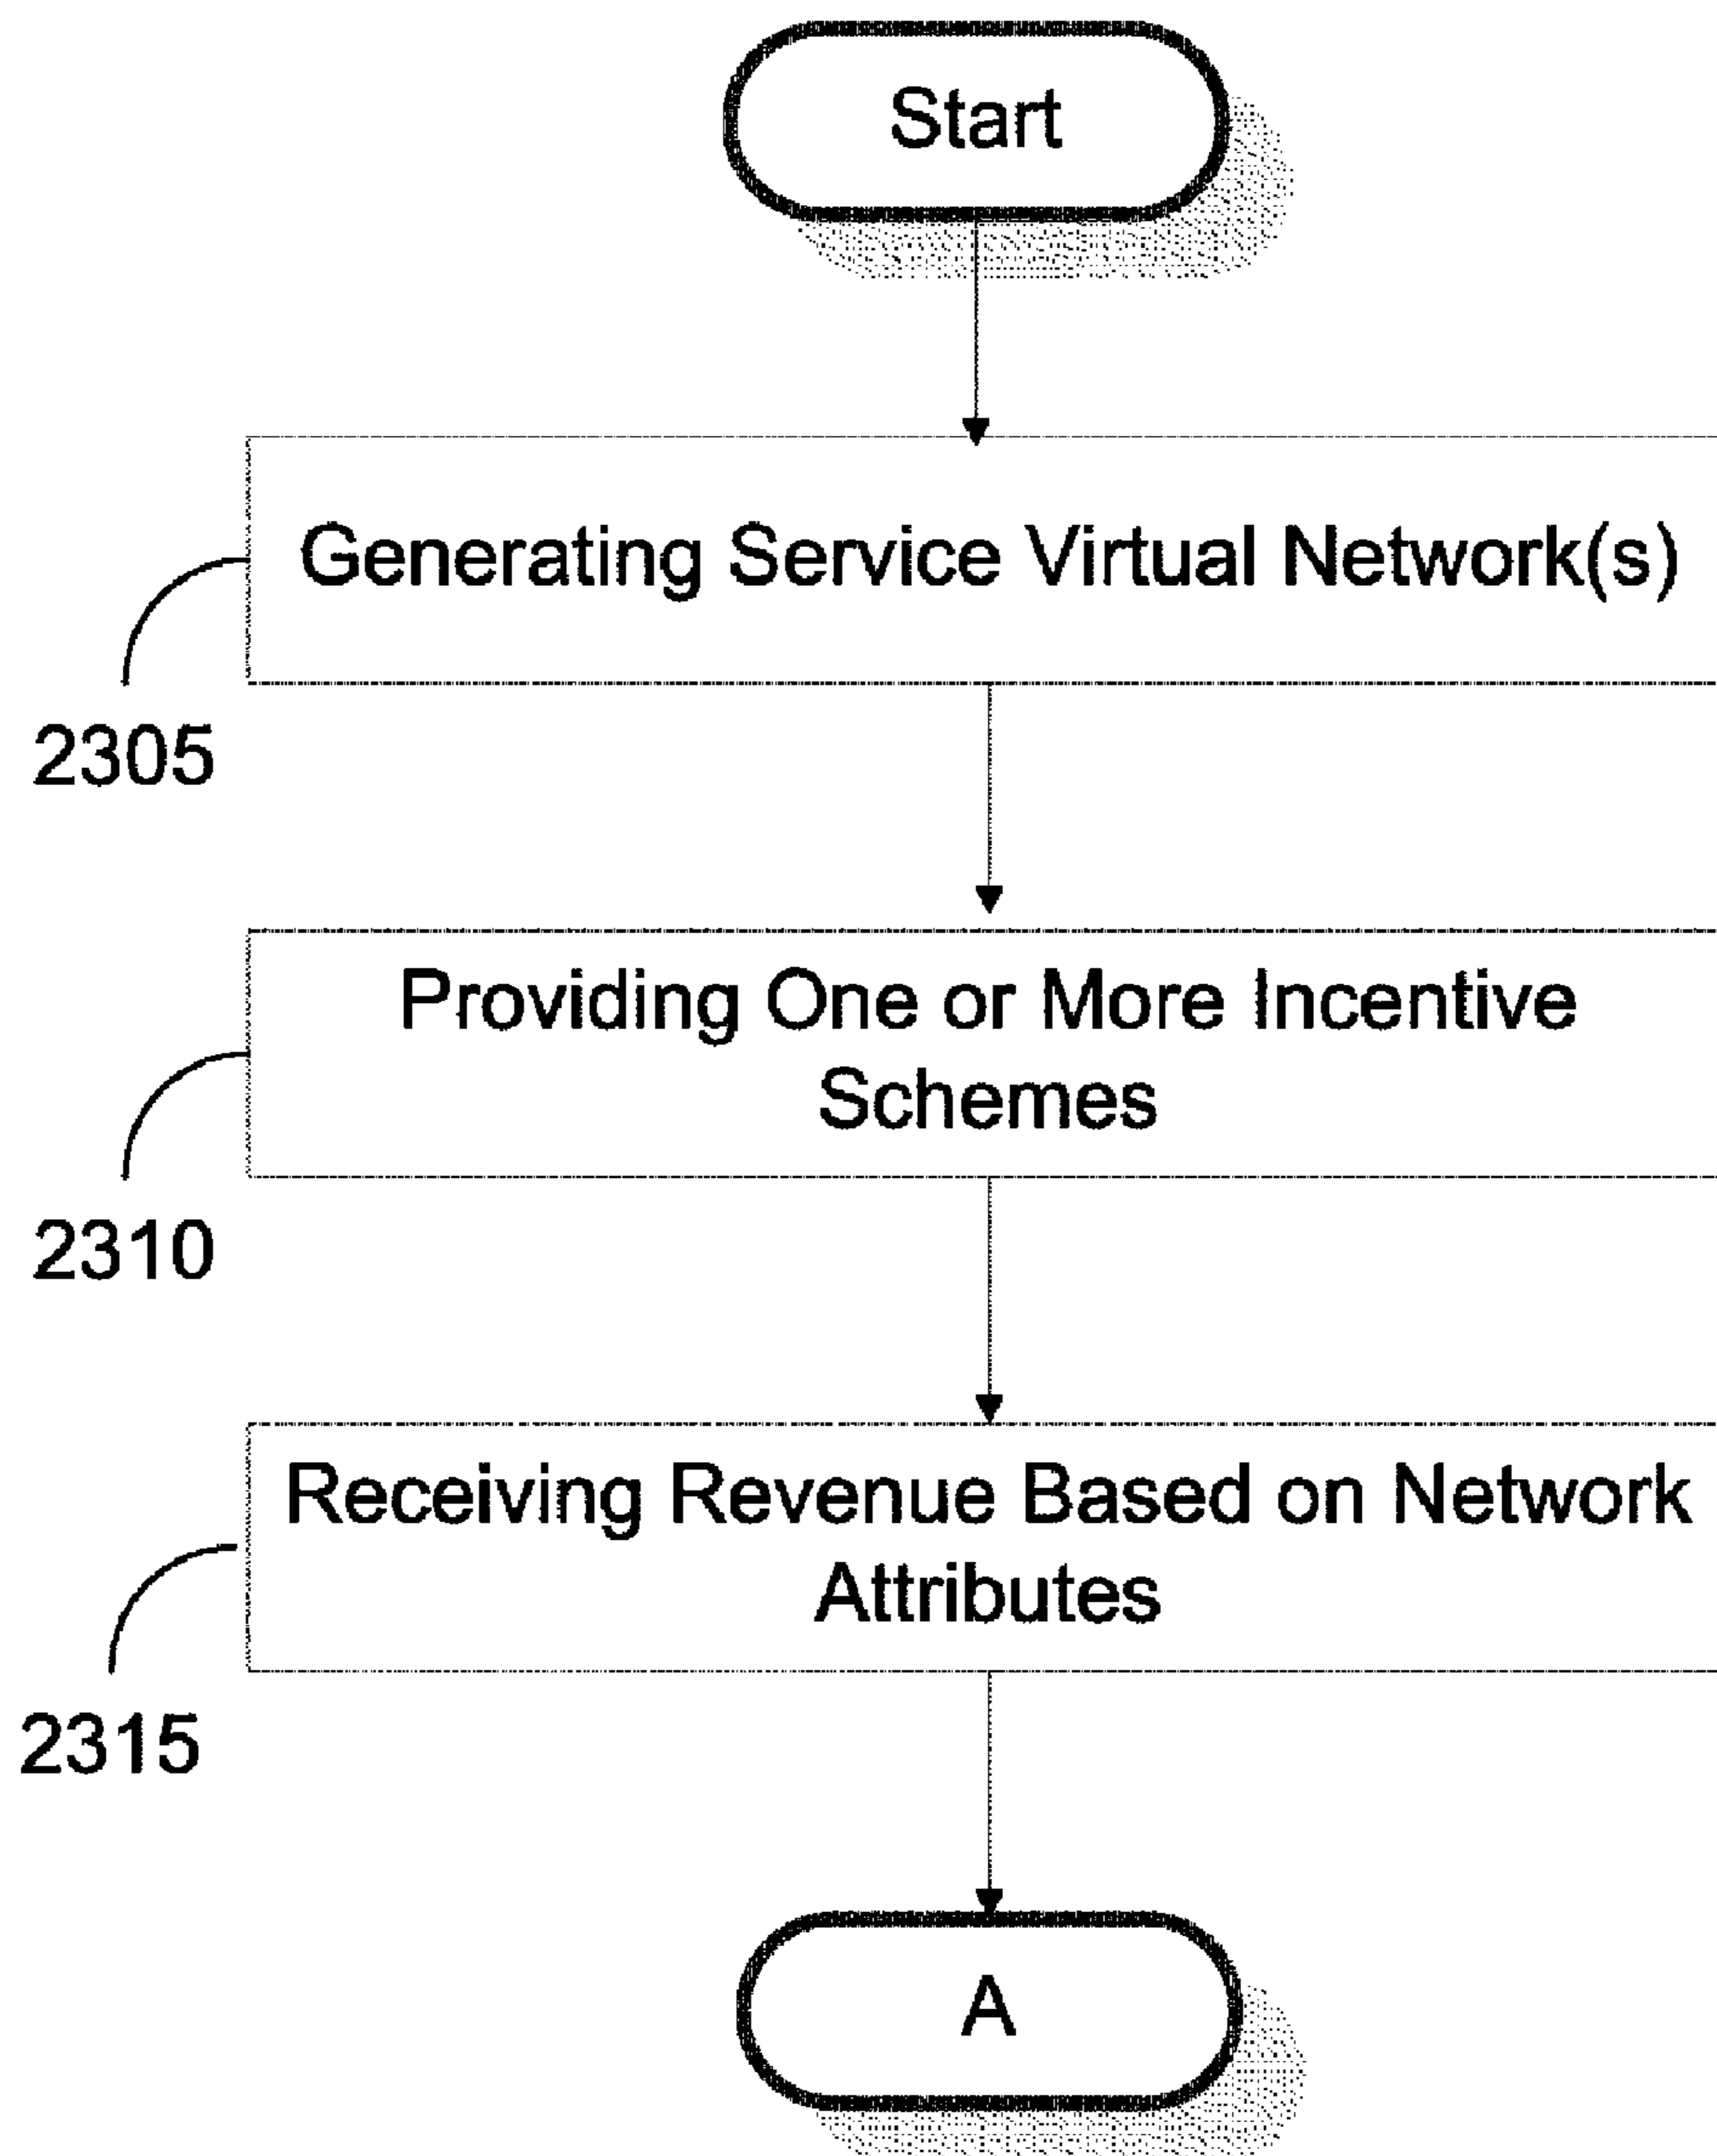 Start
Generating Service Virtual Network(s)
2305
Providing One or More Incentive
Schemes
2310
Receiving Revenue Based on Network
Attributes
2315
A